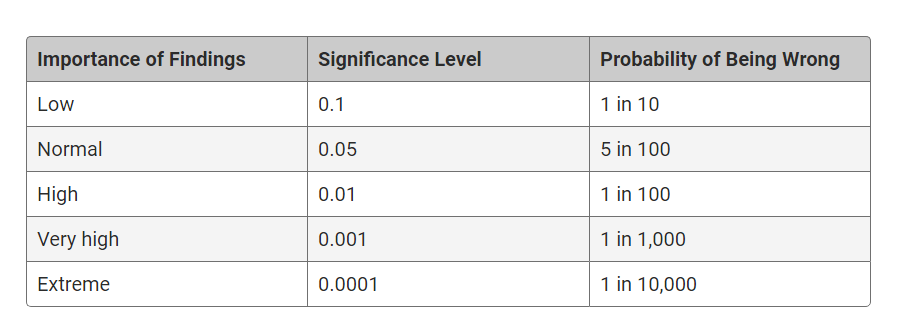 Importance of Findings Significance Level Probability of Being Wrong
Low 0.1 1 in 10
Normal 0.05 5 in 100
High 0.01 1 in 100
Very high 0.001 1 in 1,000
Extreme 0.0001 1 in 10,000